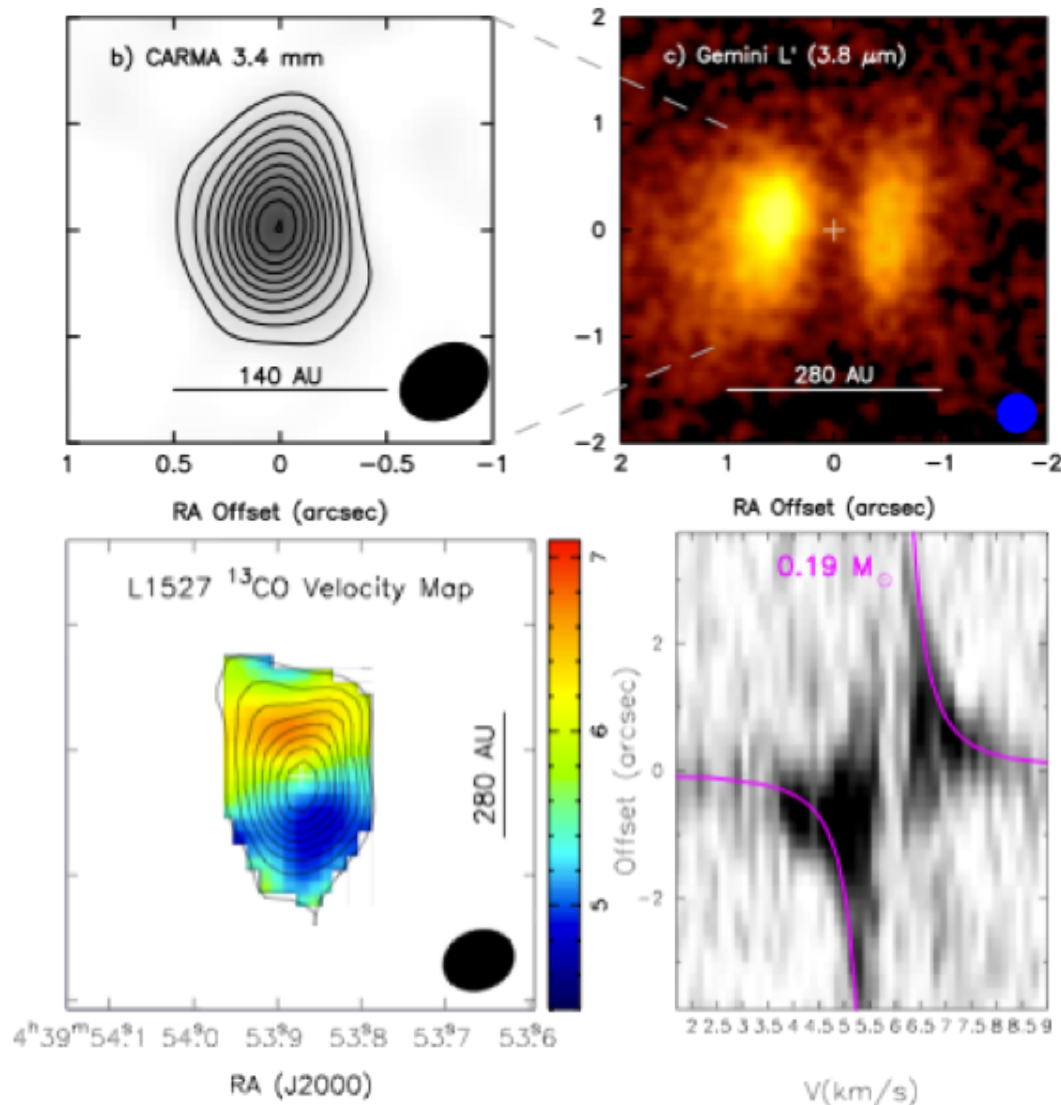 b) CARMA 3.4 mm
140 AU
1 0.5 0 -0.5 -1
RA Offset (arcsec)
c) Gemini L' (3.8 μm)
2
1
0
-1
-2
280 AU
2 1 0 -1 -2
RA Offset (arcsec)
L1527 ¹³CO Velocity Map
280 AU
7
6
5
4ʰ39ᵐ54ˢ.1 54ˢ.0 53ˢ.9 53ˢ.8 53ˢ.7 53ˢ.6
RA (J2000)
0.19 M☉
Offset (arcsec)
2
0
-2
2 2.5 3 3.5 4 4.5 5 5.5 6 6.5 7 7.5 8 8.5 9
V(km/s)